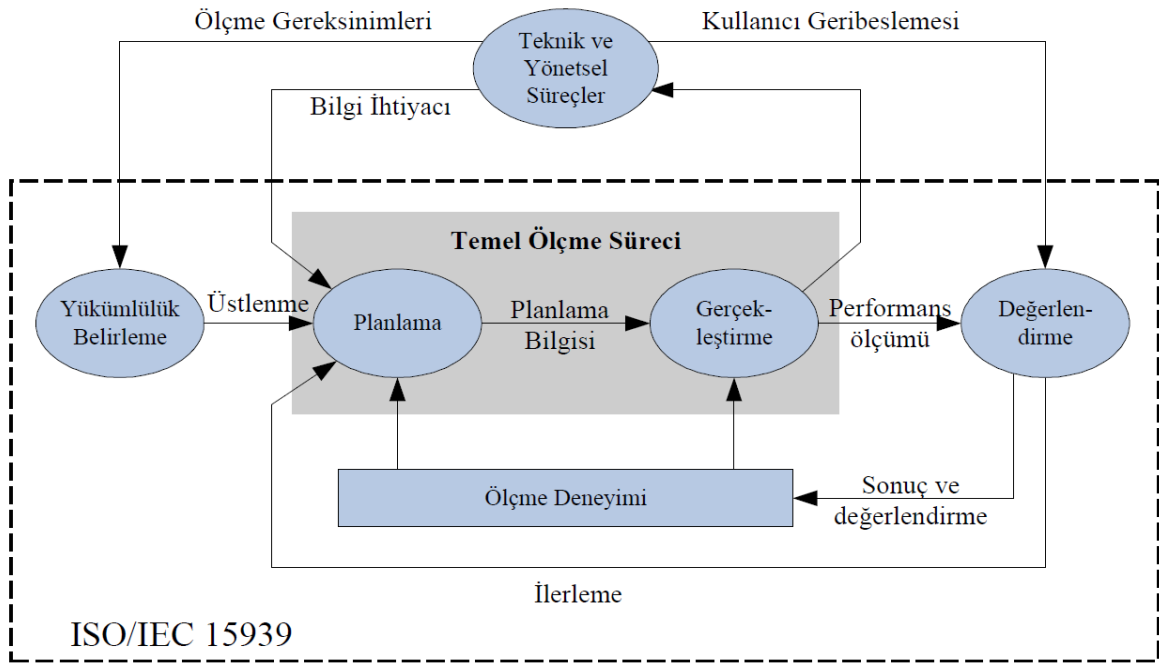 Ölçme Gereksinimleri
Kullanıcı Geribeslemesi
Teknik ve
Yönetsel
Süreçler
Bilgi İhtiyacı
Temel Ölçme Süreci
Yükümlülük
Belirleme
Üstlenme
Planlama
Planlama
Bilgisi
Gerçek-
leştirme
Performans
ölçümü
Değerlen-
dirme
Ölçme Deneyimi
Sonuç ve
değerlendirme
İlerleme
ISO/IEC 15939